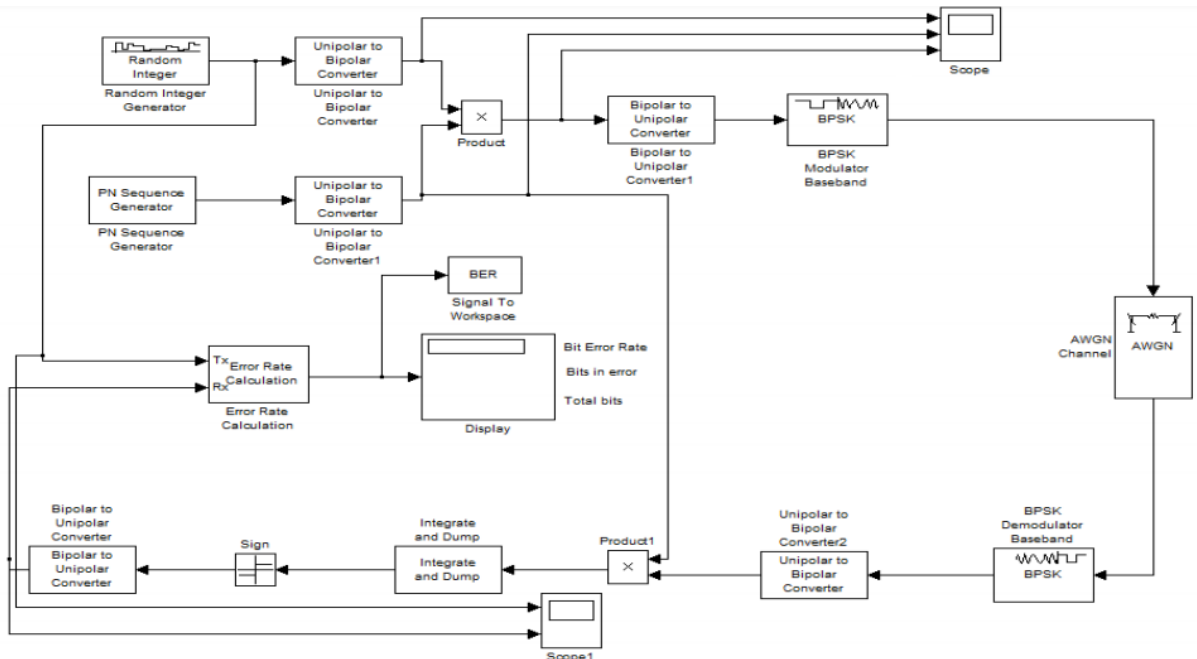 Random
Integer
Random Integer
Generator
Unipolar to
Bipolar
Converter
Unipolar to
Bipolar
Converter
×
Product
Scope
Bipolar to
Unipolar
Converter
Bipolar to
Unipolar
Converter1
BPSK
BPSK
Modulator
Baseband
PN Sequence
Generator
PN Sequence
Generator
Unipolar to
Bipolar
Converter
Unipolar to
Bipolar
Converter1
BER
Signal To
Workspace
AWGN
Channel
AWGN
Tx
Rx
Error Rate
Calculation
Error Rate
Calculation
Bit Error Rate
Bits in error
Total bits
Display
Bipolar to
Unipolar
Converter
Bipolar to
Unipolar
Converter
Sign
Integrate
and Dump
Integrate
and Dump
Product1
×
Unipolar to
Bipolar
Converter2
Unipolar to
Bipolar
Converter
BPSK
Demodulator
Baseband
BPSK
Scope1